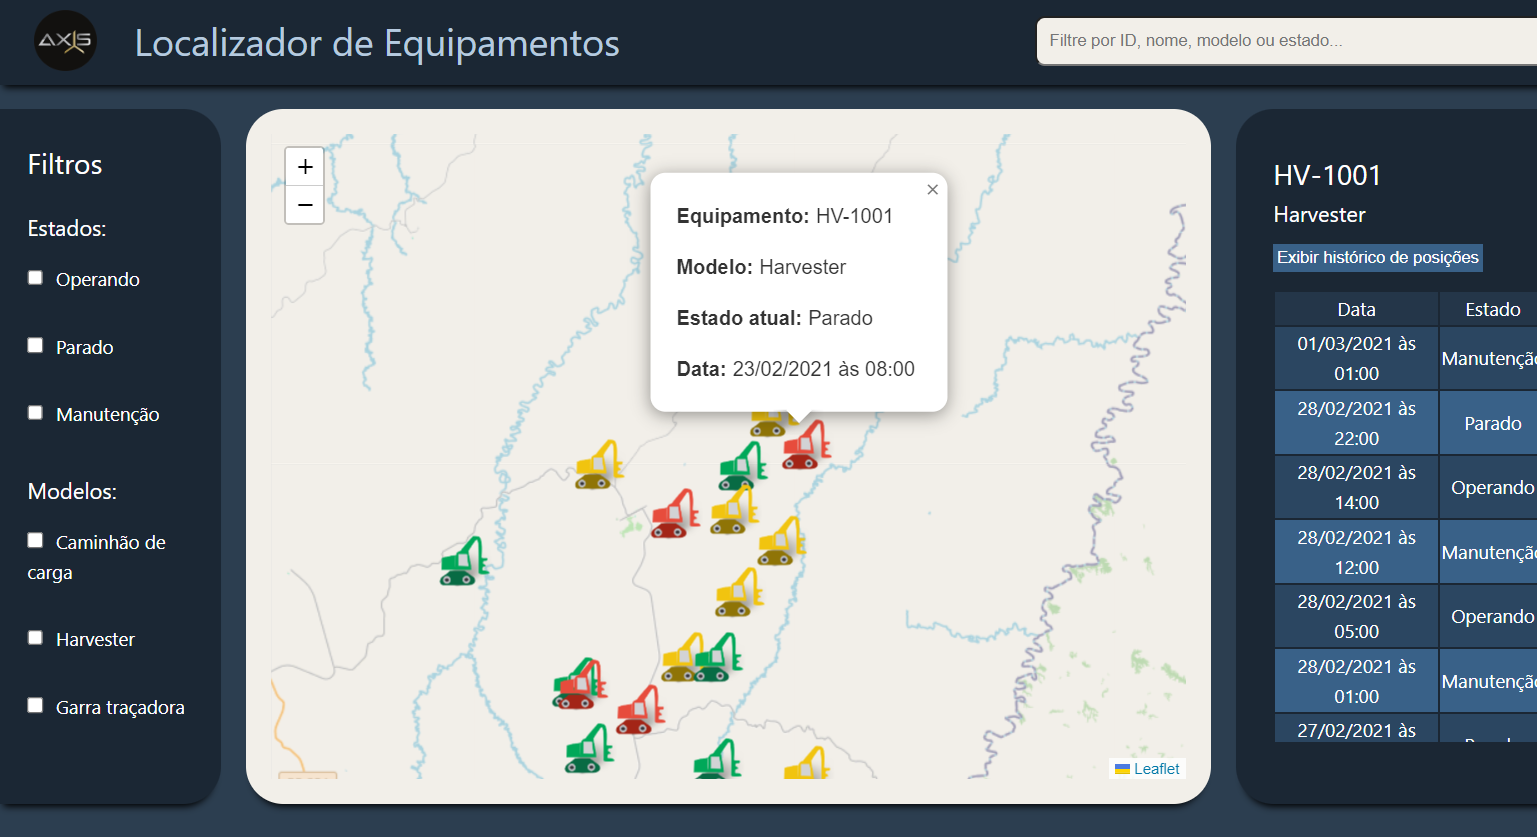 AXIS
Localizador de Equipamentos
Filtre por ID, nome, modelo ou estado...
Filtros
Estados:
Operando
Parado
Manutenção
Modelos:
Caminhão de
carga
Harvester
Garra traçadora
+
−
×
Equipamento: HV-1001
Modelo: Harvester
Estado atual: Parado
Data: 23/02/2021 às 08:00
Leaflet
HV-1001
Harvester
Exibir histórico de posições
Data Estado
01/03/2021 às
01:00 Manutençã
28/02/2021 às
22:00 Parado
28/02/2021 às
14:00 Operando
28/02/2021 às
12:00 Manutençã
28/02/2021 às
05:00 Operando
28/02/2021 às
01:00 Manutençã
27/02/2021 às